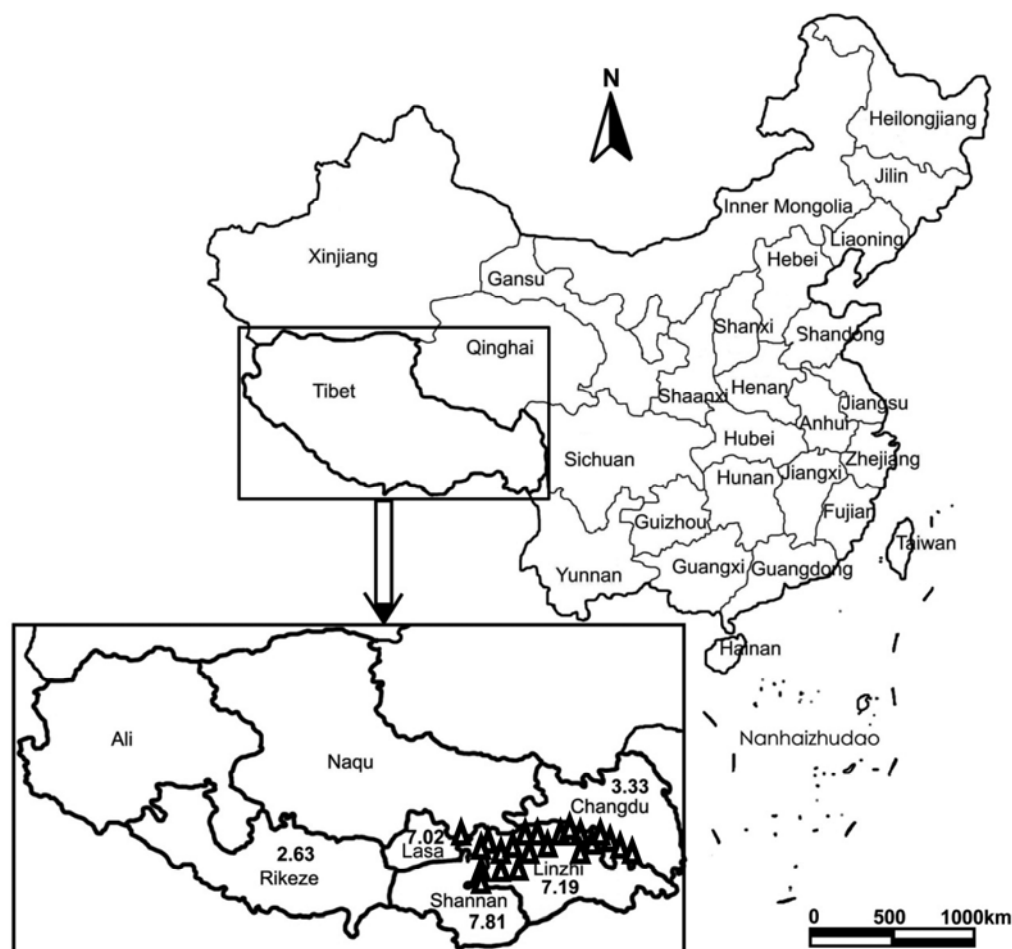 N
Heilongjiang
Jilin
Inner Mongolia
Liaoning
Xinjiang
Hebei
Gansu
Shanxi
Shandong
Qinghai
Tibet
Shaanxi
Henan
Jiangsu
Anhui
Hubei
Sichuan
Zhejiang
Hunan
Jiangxi
Guizhou
Fujian
Taiwan
Yunnan
Guangxi
Guangdong
Hainan
Nanhaizhudao
Ali
Naqu
3.33
Changdu
7.02
Lasa
2.63
Rikeze
Linzhi
7.19
Shannan
7.81
0 500 1000km